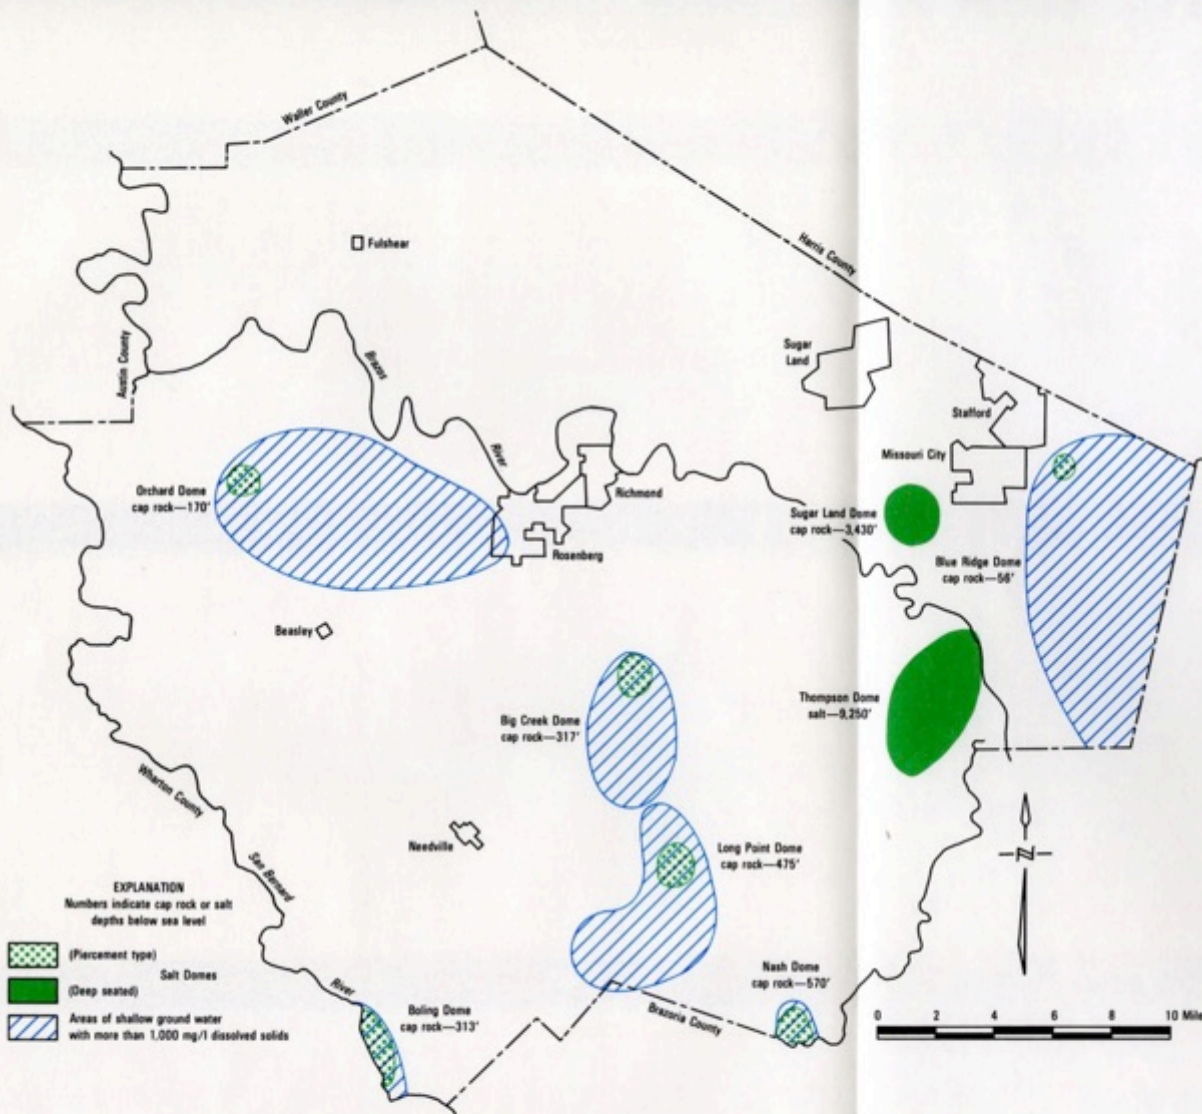 Waller County
Harris County
Fulshear
Austin County
Brazos
River
Sugar
Land
Stafford
Missouri City
Orchard Dome
cap rock—170'
Richmond
Rosenberg
Sugar Land Dome
cap rock—3,430'
Blue Ridge Dome
cap rock—56'
Beasley
Big Creek Dome
cap rock—317'
Thompson Dome
salt—9,250'
Wharton County
Needville
Long Point Dome
cap rock—475'
San Bernard
River
N
EXPLANATION
Numbers indicate cap rock or salt
depths below sea level
(Piercement type)
Salt Domes
(Deep seated)
Areas of shallow ground water
with more than 1,000 mg/l dissolved solids
Boling Dome
cap rock—313'
Nash Dome
cap rock—570'
Brazoria County
0 2 4 6 8 10 Mile